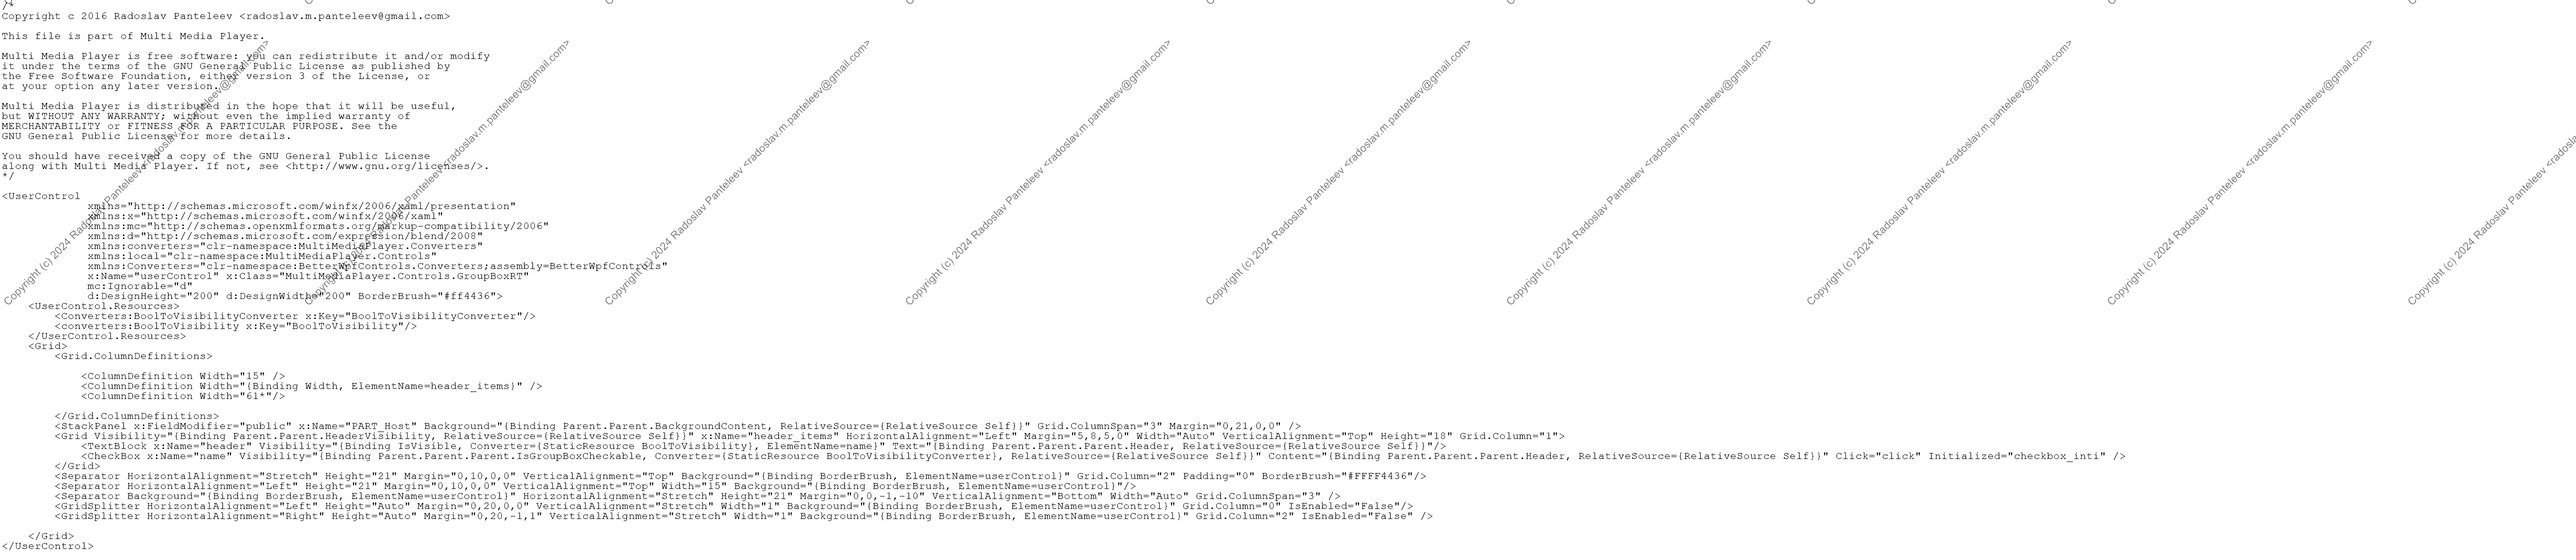 /*
Copyright c 2016 Radoslav Panteleev <radoslav.m.panteleev@gmail.com>

This file is part of Multi Media Player.

Multi Media Player is free software: you can redistribute it and/or modify
it under the terms of the GNU General Public License as published by
the Free Software Foundation, either version 3 of the License, or
at your option any later version.

Multi Media Player is distributed in the hope that it will be useful,
but WITHOUT ANY WARRANTY; without even the implied warranty of
MERCHANTABILITY or FITNESS FOR A PARTICULAR PURPOSE. See the
GNU General Public License for more details.

You should have received a copy of the GNU General Public License
along with Multi Media Player. If not, see <http://www.gnu.org/licenses/>.
*/

<UserControl
             xmlns="http://schemas.microsoft.com/winfx/2006/xaml/presentation"
             xmlns:x="http://schemas.microsoft.com/winfx/2006/xaml"
             xmlns:mc="http://schemas.openxmlformats.org/markup-compatibility/2006"
             xmlns:d="http://schemas.microsoft.com/expression/blend/2008"
             xmlns:converters="clr-namespace:MultiMediaPlayer.Converters"
             xmlns:local="clr-namespace:MultiMediaPlayer.Controls"
             xmlns:Converters="clr-namespace:BetterWpfControls.Converters;assembly=BetterWpfControls"
             x:Name="userControl" x:Class="MultiMediaPlayer.Controls.GroupBoxRT"
             mc:Ignorable="d"
             d:DesignHeight="200" d:DesignWidth="200" BorderBrush="#ff4436">
    <UserControl.Resources>
        <Converters:BoolToVisibilityConverter x:Key="BoolToVisibilityConverter"/>
        <converters:BoolToVisibility x:Key="BoolToVisibility"/>
    </UserControl.Resources>
    <Grid>
        <Grid.ColumnDefinitions>

            <ColumnDefinition Width="15" />
            <ColumnDefinition Width="{Binding Width, ElementName=header_items}" />
            <ColumnDefinition Width="61*"/>

        </Grid.ColumnDefinitions>
        <StackPanel x:FieldModifier="public" x:Name="PART_Host" Background="{Binding Parent.Parent.BackgroundContent, RelativeSource={RelativeSource Self}}" Grid.ColumnSpan="3" Margin="0,21,0,0" />
        <Grid Visibility="{Binding Parent.Parent.HeaderVisibility, RelativeSource={RelativeSource Self}}" x:Name="header_items" HorizontalAlignment="Left" Margin="5,8,5,0" Width="Auto" VerticalAlignment="Top" Height="18" Grid.Column="1">
            <TextBlock x:Name="header" Visibility="{Binding IsVisible, Converter={StaticResource BoolToVisibility}, ElementName=name}" Text="{Binding Parent.Parent.Parent.Header, RelativeSource={RelativeSource Self}}"/>
            <CheckBox x:Name="name" Visibility="{Binding Parent.Parent.Parent.IsGroupBoxCheckable, Converter={StaticResource BoolToVisibilityConverter}, RelativeSource={RelativeSource Self}}" Content="{Binding Parent.Parent.Parent.Header, RelativeSource={RelativeSource Self}}" Click="click" Initialized="checkbox_inti" />
        </Grid>
        <Separator HorizontalAlignment="Stretch" Height="21" Margin="0,10,0,0" VerticalAlignment="Top" Background="{Binding BorderBrush, ElementName=userControl}" Grid.Column="2" Padding="0" BorderBrush="#FFFF4436"/>
        <Separator HorizontalAlignment="Left" Height="21" Margin="0,10,0,0" VerticalAlignment="Top" Width="15" Background="{Binding BorderBrush, ElementName=userControl}"/>
        <Separator Background="{Binding BorderBrush, ElementName=userControl}" HorizontalAlignment="Stretch" Height="21" Margin="0,0,-1,-10" VerticalAlignment="Bottom" Width="Auto" Grid.ColumnSpan="3" />
        <GridSplitter HorizontalAlignment="Left" Height="Auto" Margin="0,20,0,0" VerticalAlignment="Stretch" Width="1" Background="{Binding BorderBrush, ElementName=userControl}" Grid.Column="0" IsEnabled="False"/>
        <GridSplitter HorizontalAlignment="Right" Height="Auto" Margin="0,20,-1,1" VerticalAlignment="Stretch" Width="1" Background="{Binding BorderBrush, ElementName=userControl}" Grid.Column="2" IsEnabled="False" />

    </Grid>
</UserControl>
Copyright (c) 2024 Radoslav Panteleev <radoslav.m.panteleev@gmail.com>
Copyright (c) 2024 Radoslav Panteleev <radoslav.m.panteleev@gmail.com>
Copyright (c) 2024 Radoslav Panteleev <radoslav.m.panteleev@gmail.com>
Copyright (c) 2024 Radoslav Panteleev <radoslav.m.panteleev@gmail.com>
Copyright (c) 2024 Radoslav Panteleev <radoslav.m.panteleev@gmail.com>
Copyright (c) 2024 Radoslav Panteleev <radoslav.m.panteleev@gmail.com>
Copyright (c) 2024 Radoslav Panteleev <radoslav.m.panteleev@gmail.com>
Copyright (c) 2024 Radoslav Panteleev <radoslav.m.panteleev@gmail.com>
Copyright (c) 2024 Radoslav Panteleev <radosla